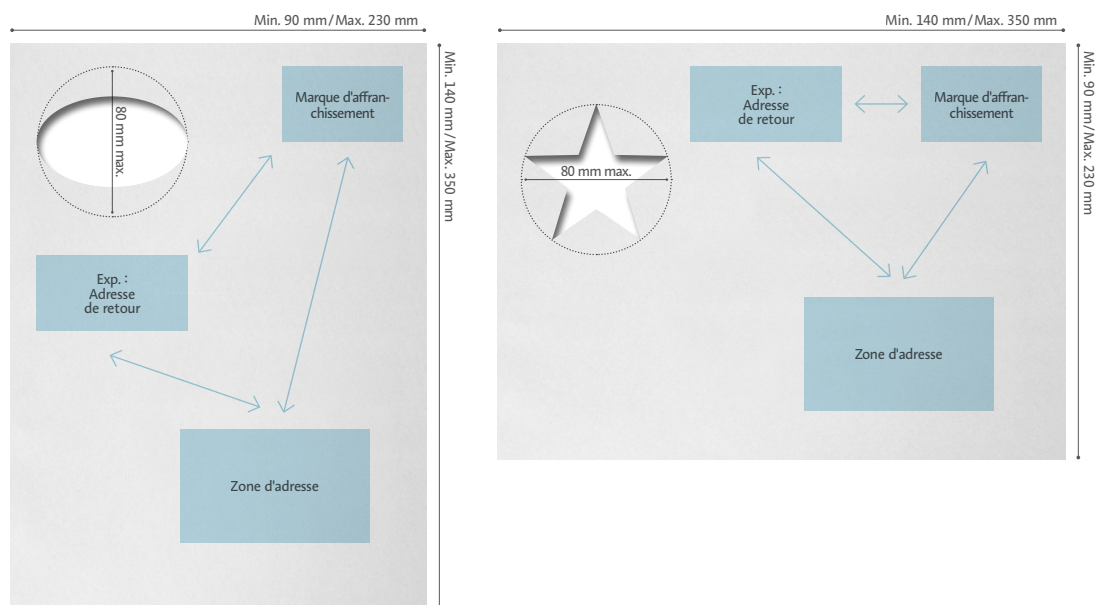 Min. 90 mm/Max. 230 mm
Min. 140 mm/Max. 350 mm
80 mm max.
Marque d'affran-
chissement
Exp. :
Adresse
de retour
Zone d'adresse
Min. 140 mm/Max. 350 mm
Min. 90 mm/Max. 230 mm
80 mm max.
Exp. :
Adresse
de retour
Marque d'affran-
chissement
Zone d'adresse